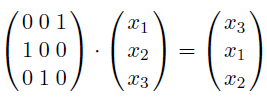 (0 0 1) (x₁) (x₃)
(1 0 0) · (x₂) = (x₁)
(0 1 0) (x₃) (x₂)